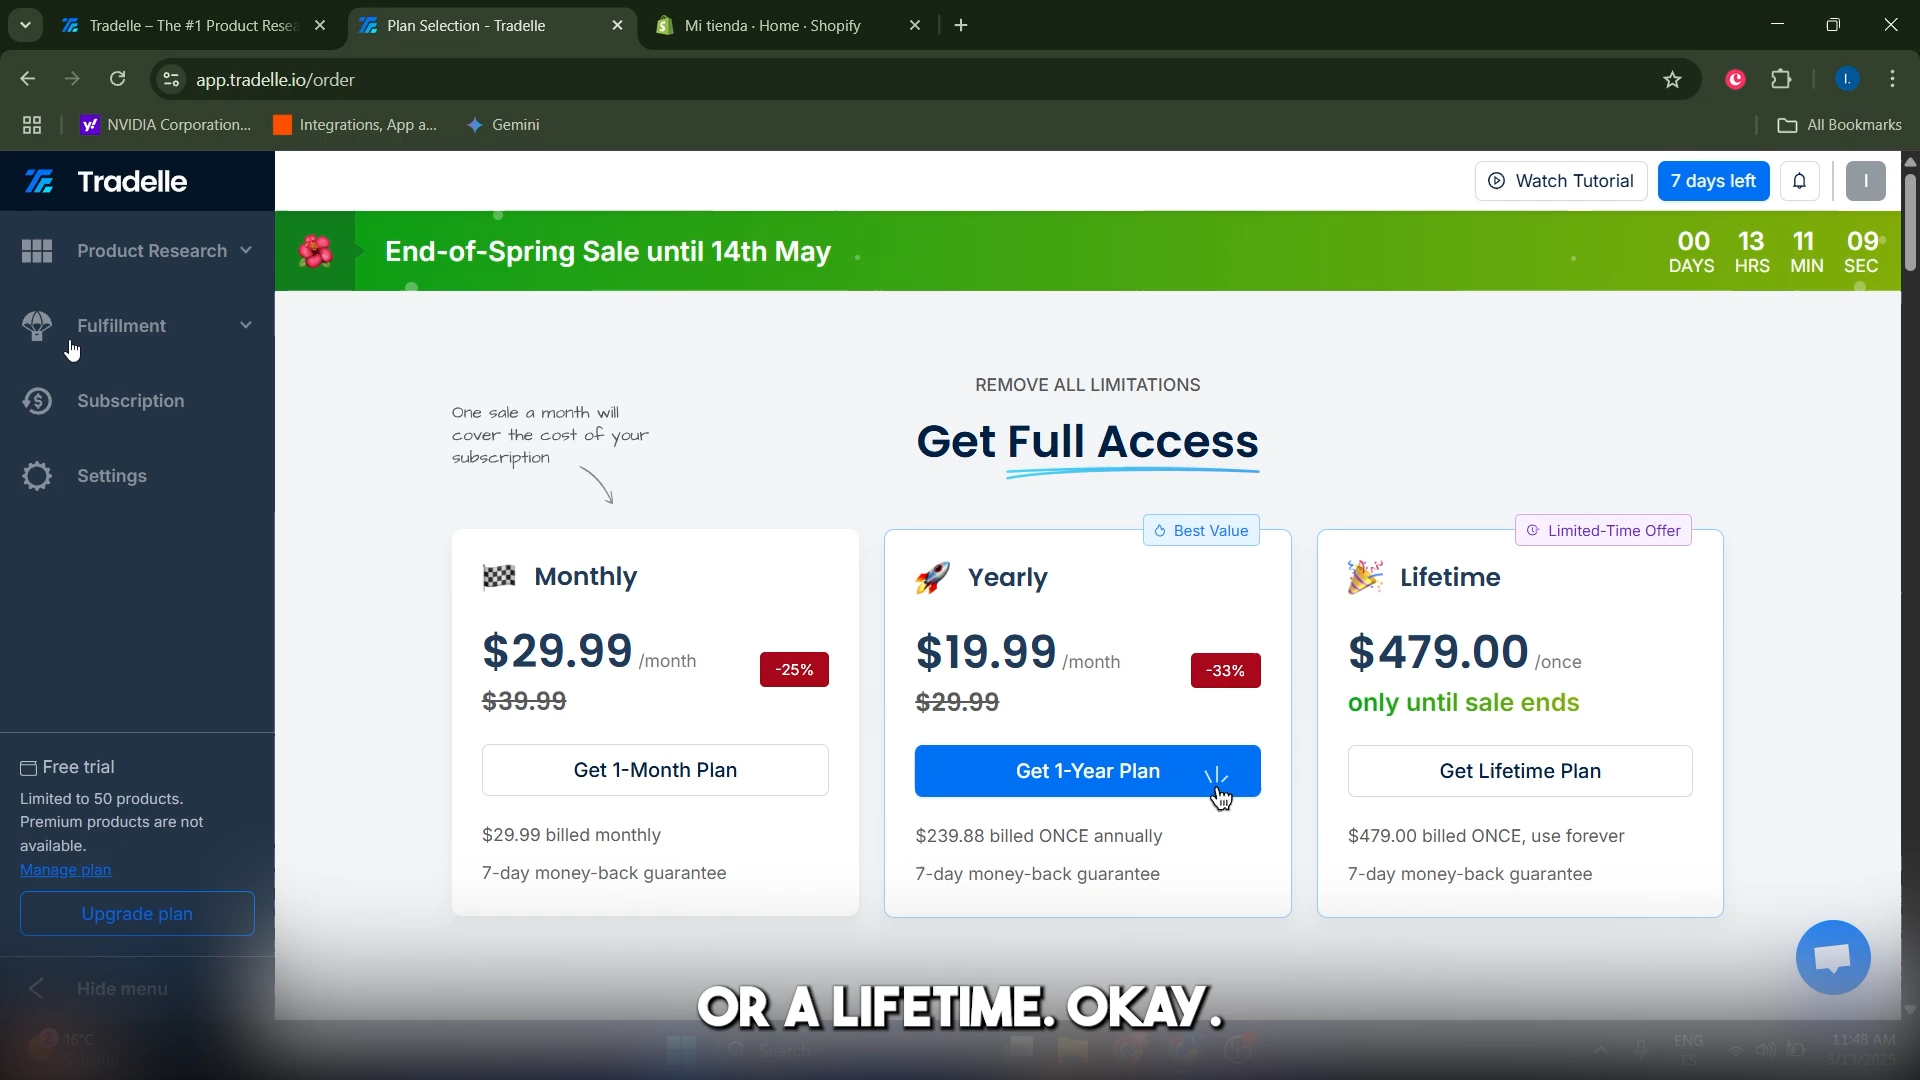 Tradelle – The #1 Product Resea
Plan Selection - Tradelle
Mi tienda · Home · Shopify
app.tradelle.io/order
I.
y! NVIDIA Corporation...
Integrations, App a...
Gemini
All Bookmarks
Tradelle
Watch Tutorial
7 days left
I
Product Research
Fulfillment
Subscription
Settings
End-of-Spring Sale until 14th May
00 13 11 09
DAYS HRS MIN SEC
REMOVE ALL LIMITATIONS
Get Full Access
One sale a month will
cover the cost of your
subscription
Monthly
$29.99 /month
-25%
$39.99
Get 1-Month Plan
$29.99 billed monthly
7-day money-back guarantee
Best Value
Yearly
$19.99 /month
-33%
$29.99
Get 1-Year Plan
$239.88 billed ONCE annually
7-day money-back guarantee
Limited-Time Offer
Lifetime
$479.00 /once
only until sale ends
Get Lifetime Plan
$479.00 billed ONCE, use forever
7-day money-back guarantee
Free trial
Limited to 50 products.
Premium products are not
available.
Manage plan
Upgrade plan
Hide menu
OR A LIFETIME. OKAY.
16°C
Search
ENG
ES
11:48 AM
5/13/2025